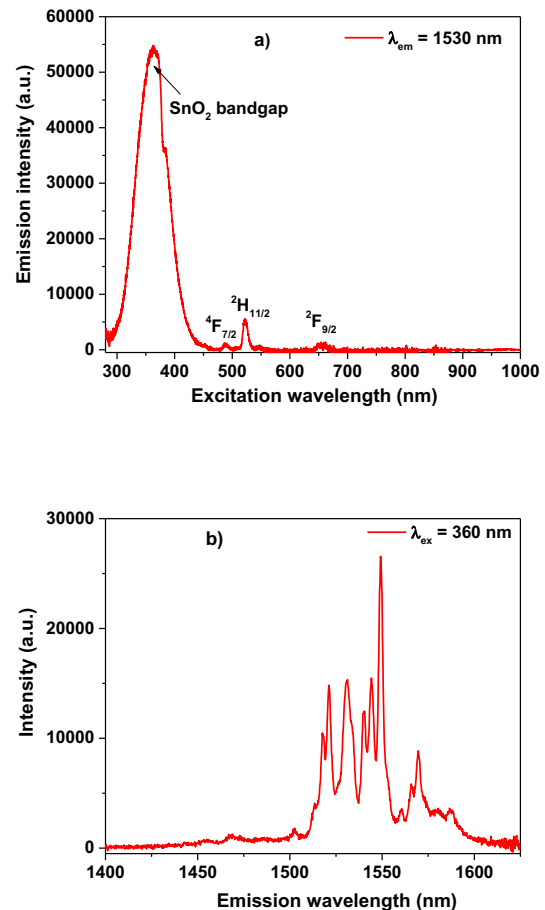 60000
50000
40000
30000
20000
10000
0
Emission intensity (a.u.)
a)
λem = 1530 nm
SnO2 bandgap
4F7/2
2H11/2
2F9/2
300 400 500 600 700 800 900 1000
Excitation wavelength (nm)
30000
20000
10000
0
Intensity (a.u.)
b)
λex = 360 nm
1400 1450 1500 1550 1600
Emission wavelength (nm)